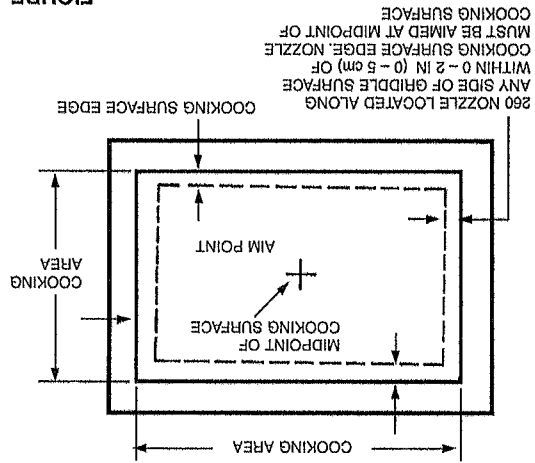 COOKING AREA
MIDPOINT OF
COOKING SURFACE
COOKING
AREA
AIM POINT
COOKING SURFACE EDGE
260 NOZZLE LOCATED ALONG
ANY SIDE OF GRIDDLE SURFACE
WITHIN 0 – 2 IN (0 – 5 cm) OF
COOKING SURFACE EDGE. NOZZLE
MUST BE AIMED AT MIDPOINT OF
COOKING SURFACE
FIGURE